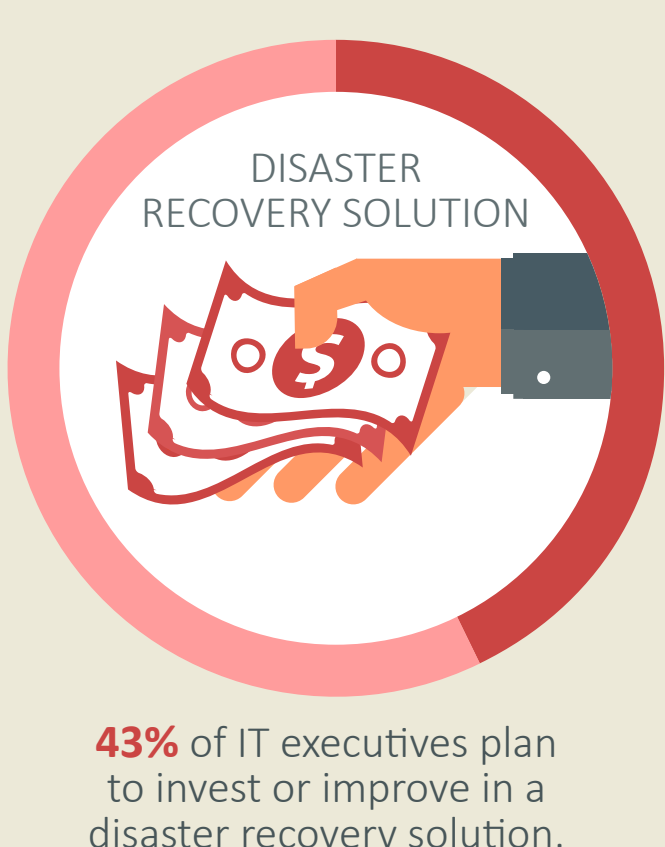 DISASTER
RECOVERY SOLUTION
$
43% of IT executives plan
to invest or improve in a
disaster recovery solution.